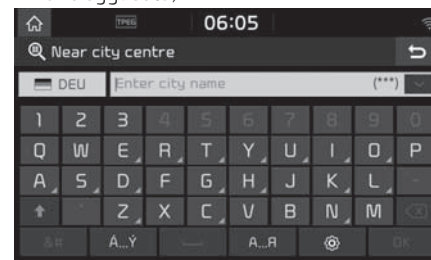 TPEG 06:05
Near city centre
DEU Enter city name (***)
1 2 3 4 5 6 7 8 9 0
Q W E R T Y U I O P
A S D F G H J K L -
' Z X C V B N M
&# Á...Ý A...Я OK